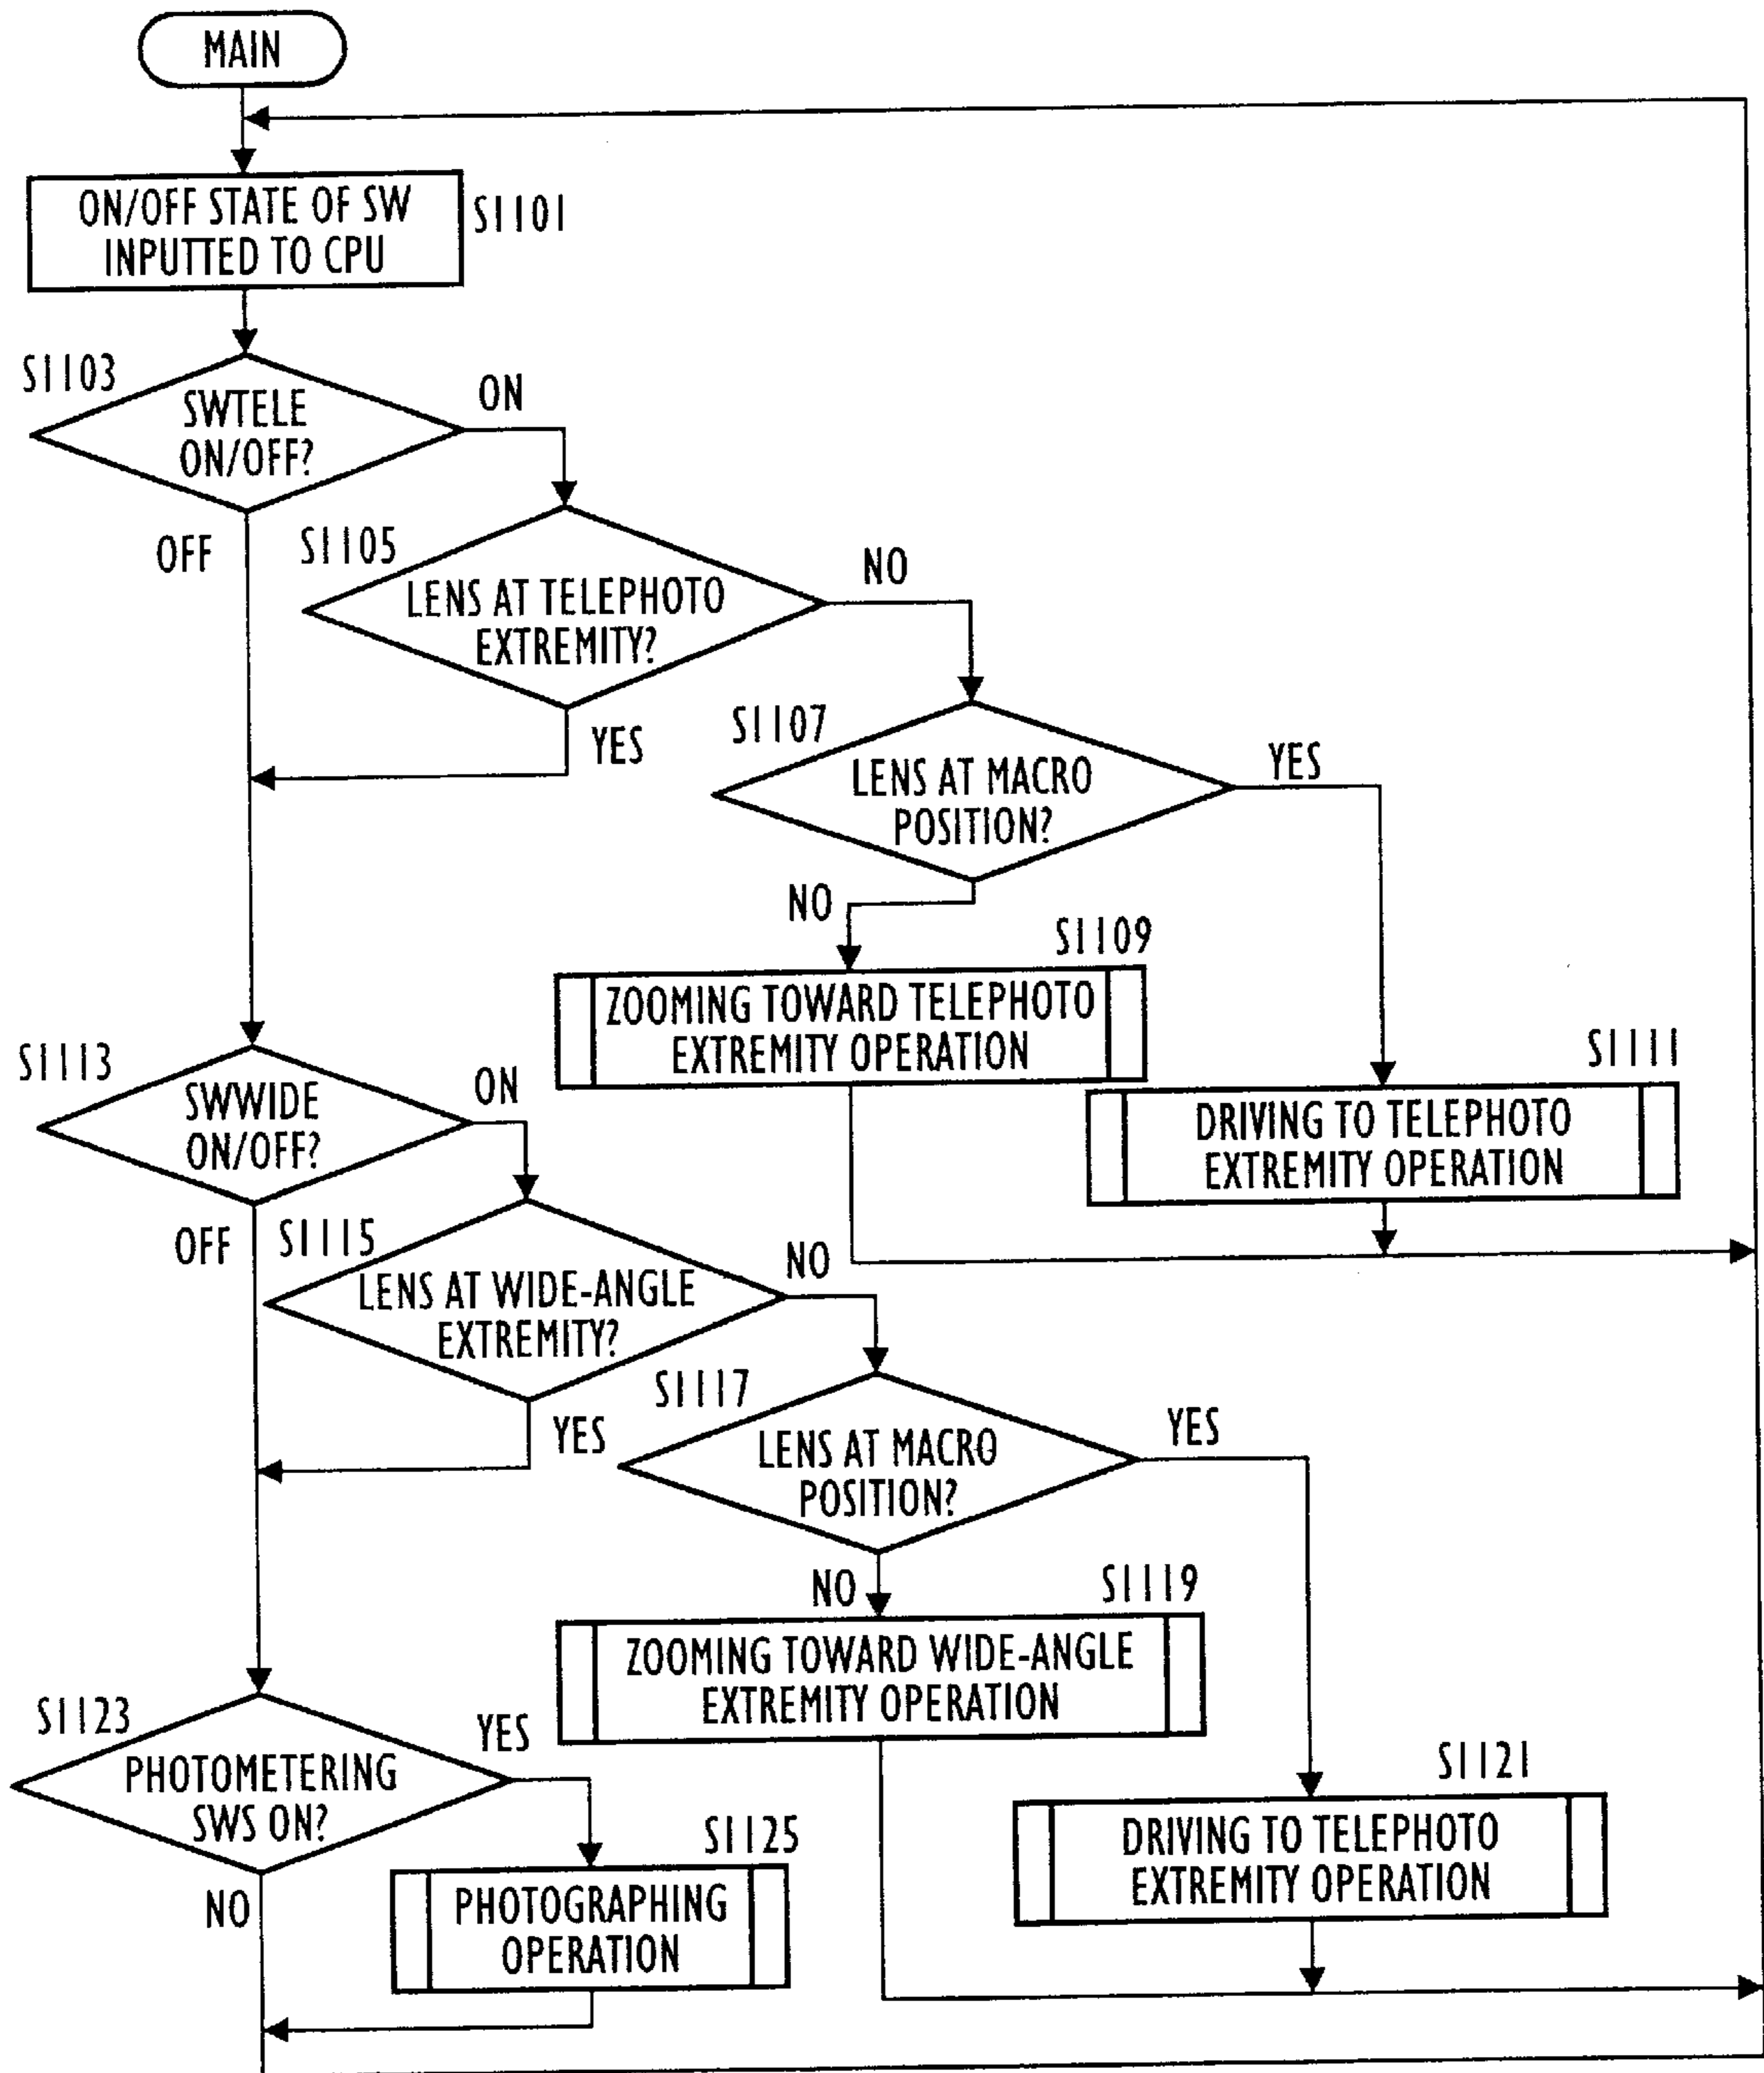 MAIN
ON/OFF STATE OF SW
INPUTTED TO CPU
S1101
S1103
SWTELE
ON/OFF?
ON
OFF
S1105
LENS AT TELEPHOTO
EXTREMITY?
NO
YES
S1107
LENS AT MACRO
POSITION?
YES
NO
S1109
ZOOMING TOWARD TELEPHOTO
EXTREMITY OPERATION
S1111
DRIVING TO TELEPHOTO
EXTREMITY OPERATION
S1113
SWWIDE
ON/OFF?
ON
OFF
S1115
LENS AT WIDE-ANGLE
EXTREMITY?
NO
YES
S1117
LENS AT MACRO
POSITION?
YES
NO
S1119
ZOOMING TOWARD WIDE-ANGLE
EXTREMITY OPERATION
S1121
DRIVING TO TELEPHOTO
EXTREMITY OPERATION
S1123
PHOTOMETERING
SWS ON?
YES
NO
S1125
PHOTOGRAPHING
OPERATION